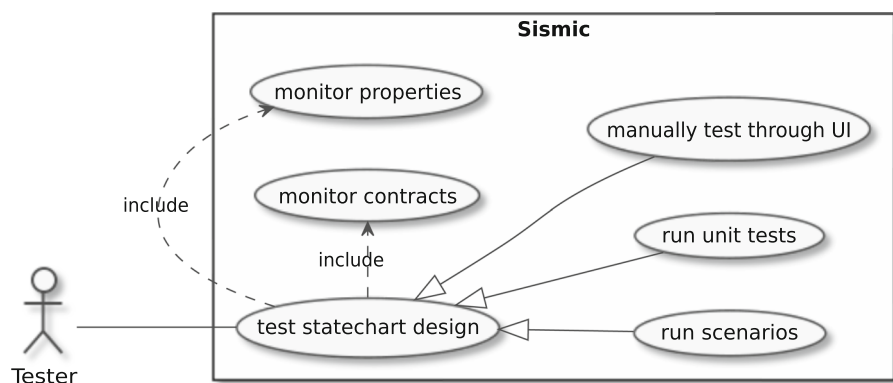 Sismic
monitor properties
manually test through UI
include
monitor contracts
run unit tests
include
test statechart design
run scenarios
Tester